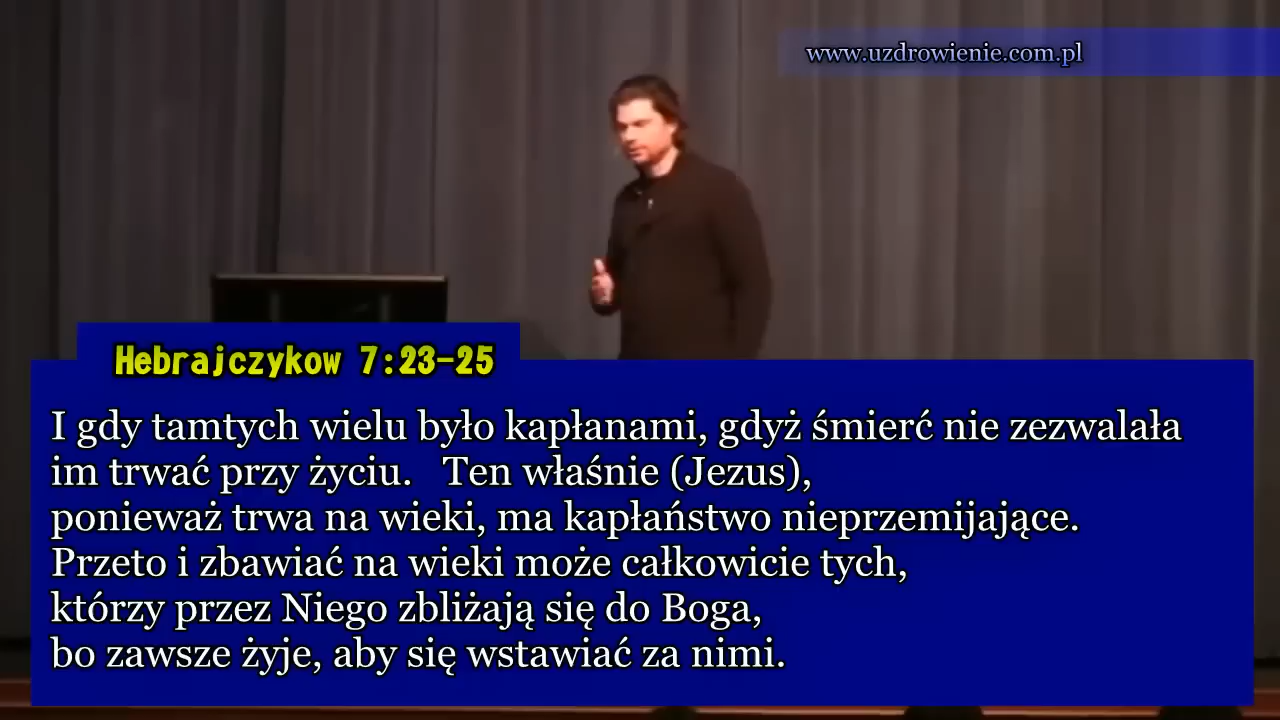 www.uzdrowienie.com.pl
Hebrajczykow 7:23-25
I gdy tamtych wielu było kapłanami, gdyż śmierć nie zezwalała
im trwać przy życiu.   Ten właśnie (Jezus),
ponieważ trwa na wieki, ma kapłaństwo nieprzemijające.
Przeto i zbawiać na wieki może całkowicie tych,
którzy przez Niego zbliżają się do Boga,
bo zawsze żyje, aby się wstawiać za nimi.